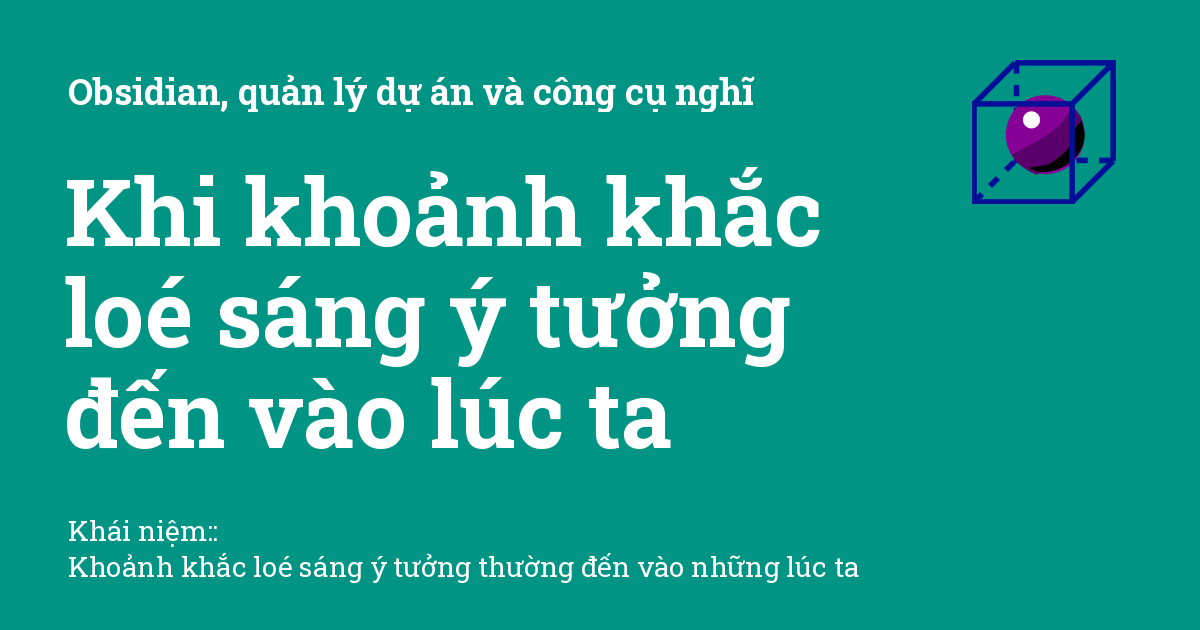 Obsidian, quản lý dự án và công cụ nghĩ
Khi khoảnh khắc
loé sáng ý tưởng
đến vào lúc ta
Khái niệm::
Khoảnh khắc loé sáng ý tưởng thường đến vào những lúc ta